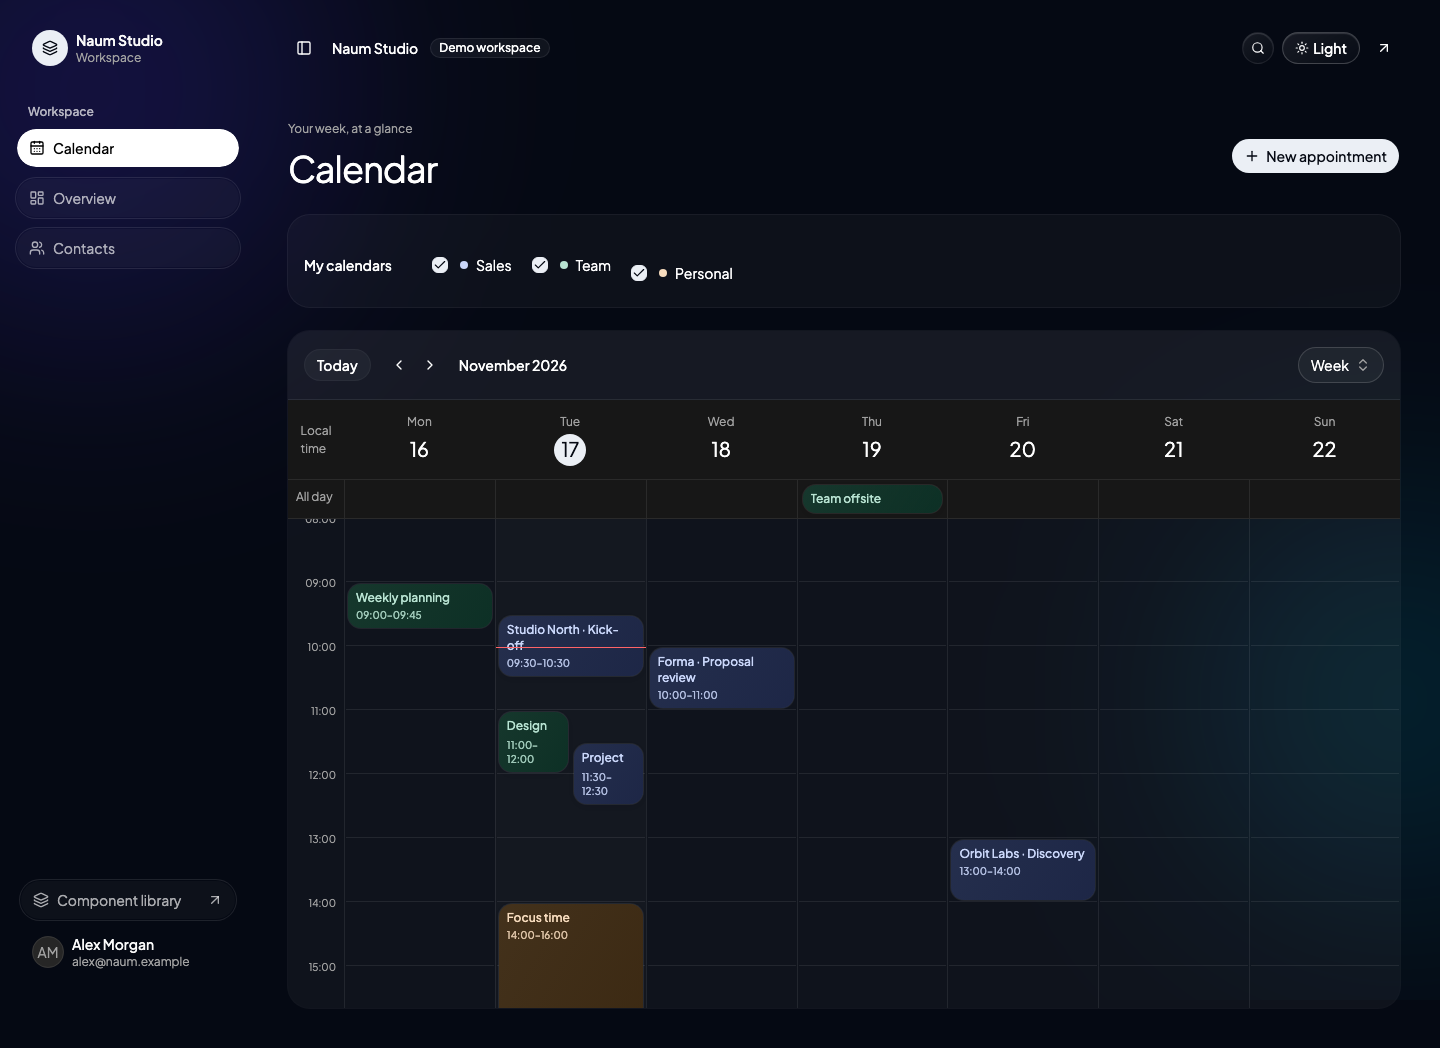 Naum Studio
Workspace
Naum Studio
Demo workspace
Light
Workspace
Calendar
Overview
Contacts
Your week, at a glance
Calendar
New appointment
My calendars
Sales
Team
Personal
Today
November 2026
Week
Local
time
Mon
16
Tue
17
Wed
18
Thu
19
Fri
20
Sat
21
Sun
22
All day
Team offsite
08:00
09:00
Weekly planning
09:00–09:45
Studio North · Kick-
off
09:30–10:30
10:00
Forma · Proposal
review
10:00–11:00
11:00
Design
11:00–
12:00
Project
11:30–
12:30
12:00
13:00
Orbit Labs · Discovery
13:00–14:00
14:00
Focus time
14:00–16:00
15:00
Component library
AM
Alex Morgan
alex@naum.example